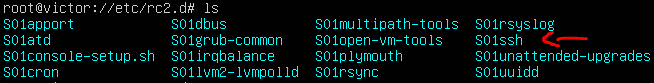 root@victor://etc/rc2.d# ls
S01apport S01dbus S01multipath-tools S01rsyslog
S01atd S01grub-common S01open-vm-tools S01ssh
S01console-setup.sh S01irqbalance S01plymouth S01unattended-upgrades
S01cron S01lvm2-lvmpolld S01rsync S01uuidd